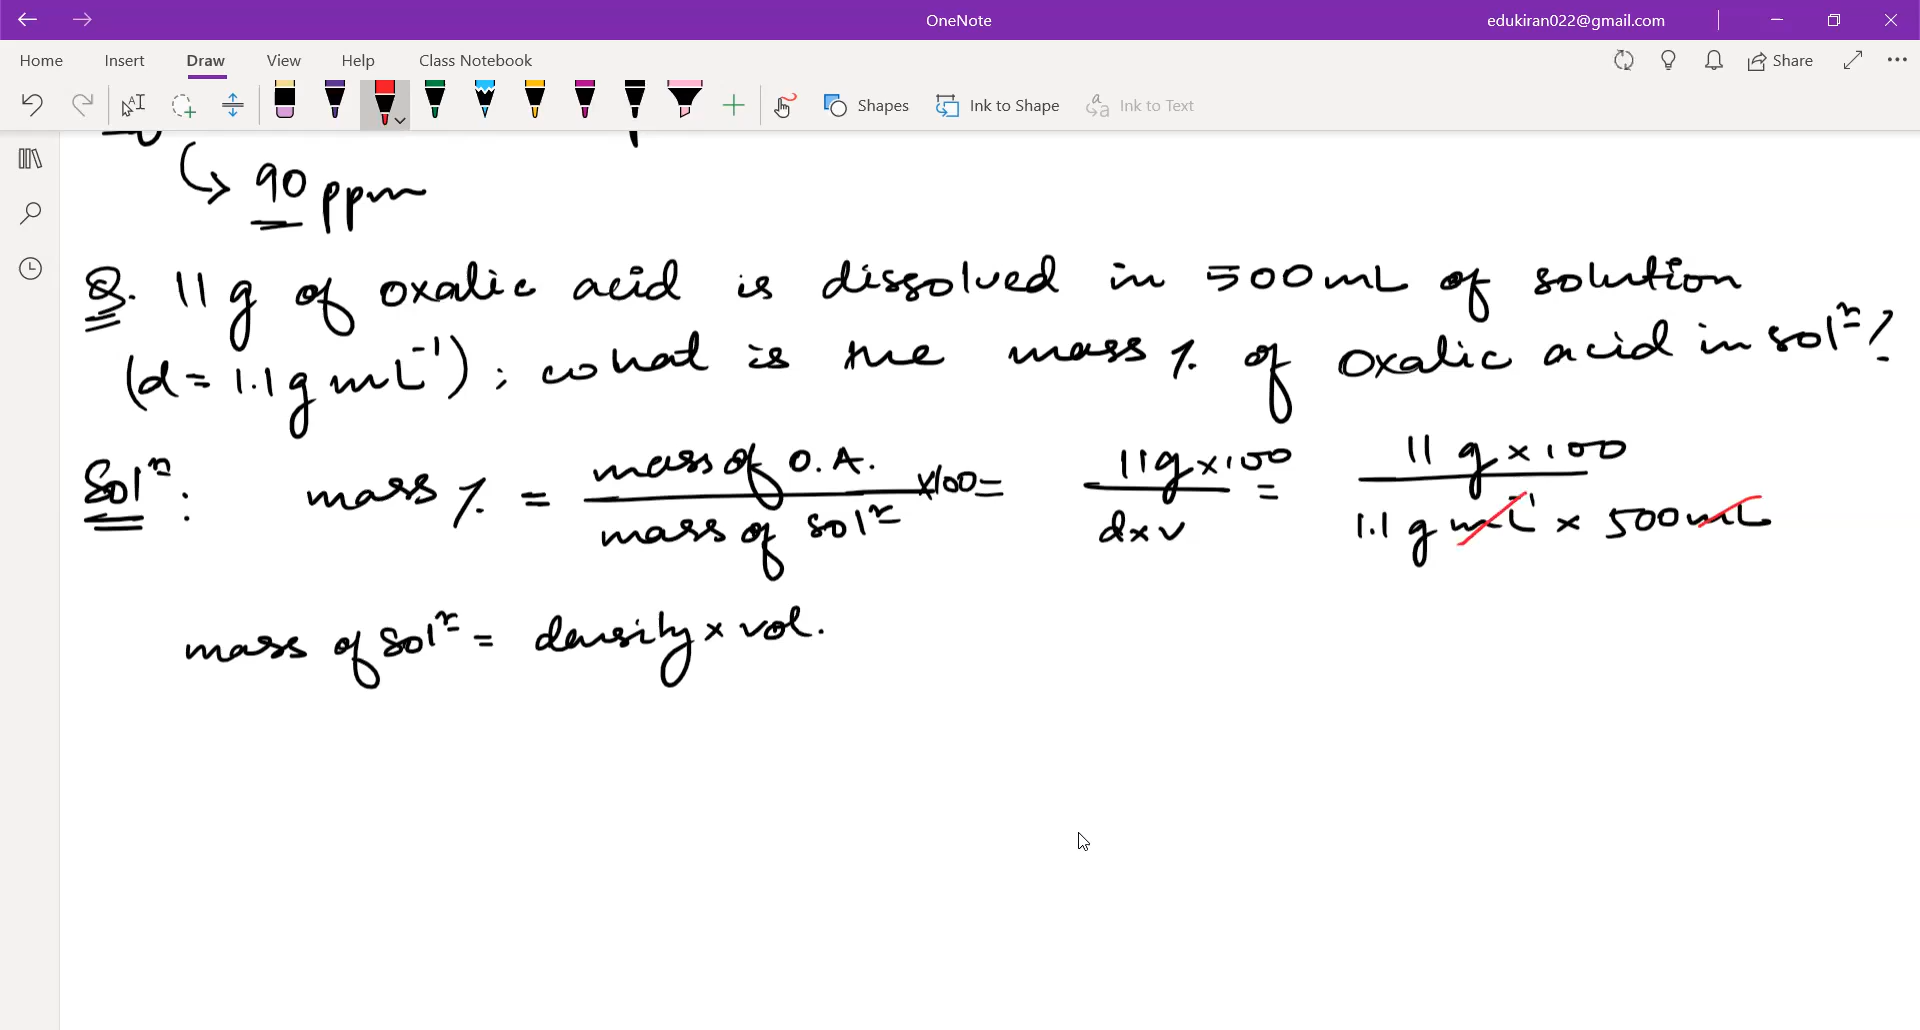 OneNote
edukiran022@gmail.com
Home Insert Draw View Help Class Notebook
Share
Shapes Ink to Shape Ink to Text
90 ppm
Q. 11 g of oxalic acid is dissolved in 500 mL of solution
(d = 1.1 g mL⁻¹) ; what is the mass % of oxalic acid in solⁿ ?
Solⁿ : mass % = mass of O.A. / mass of solⁿ ×100 = 11g × 100 / d × v = 11 g × 100 / 1.1 g mL⁻¹ × 500 mL
mass of solⁿ = density × vol.